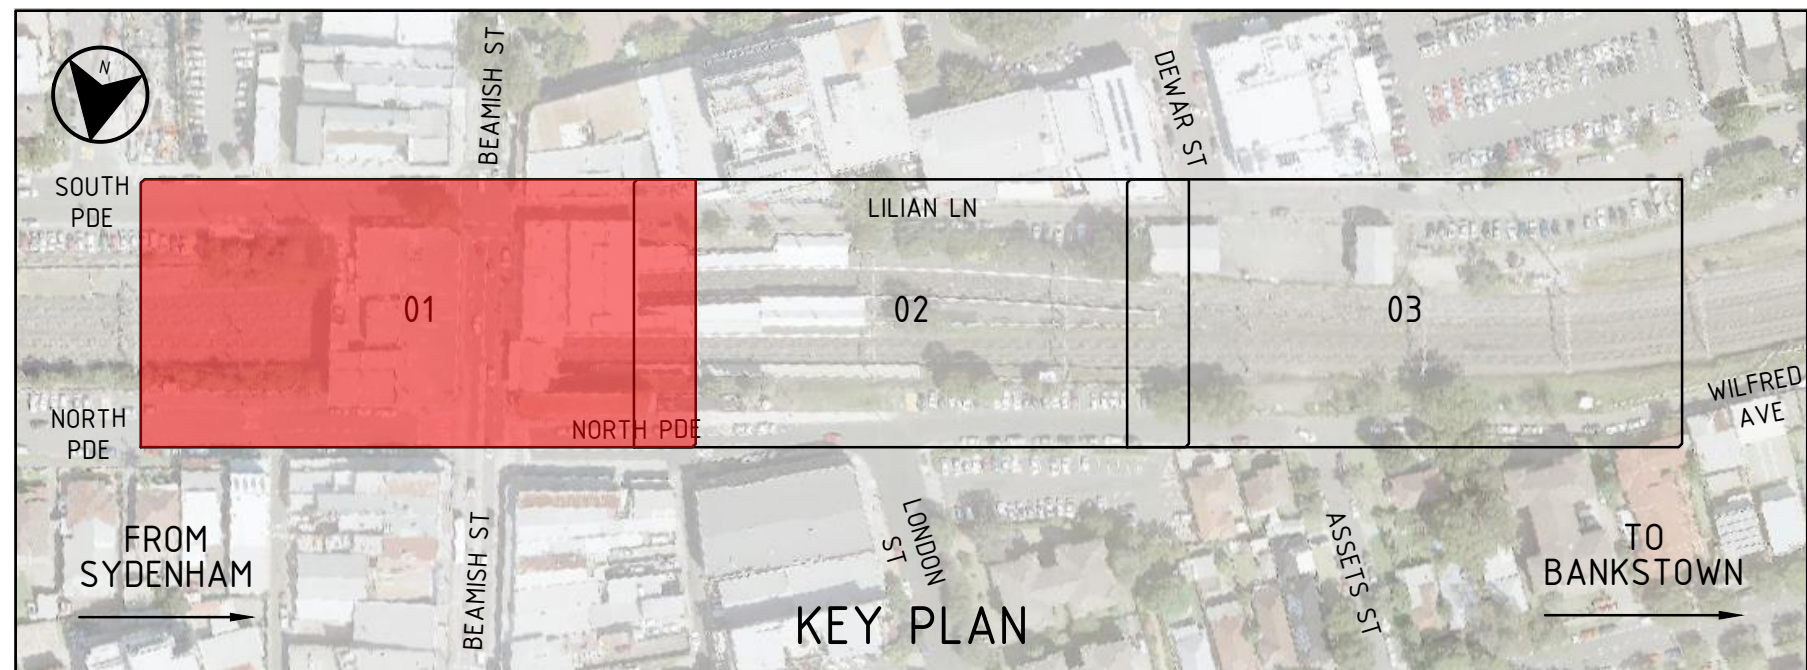 N
BEAMISH ST
DEWAR ST
SOUTH
PDE
LILIAN LN
01
02
03
NORTH
PDE
NORTH PDE
WILFRED
AVE
FROM
SYDENHAM
BEAMISH ST
LONDON
ST
ASSETS ST
TO
BANKSTOWN
KEY PLAN